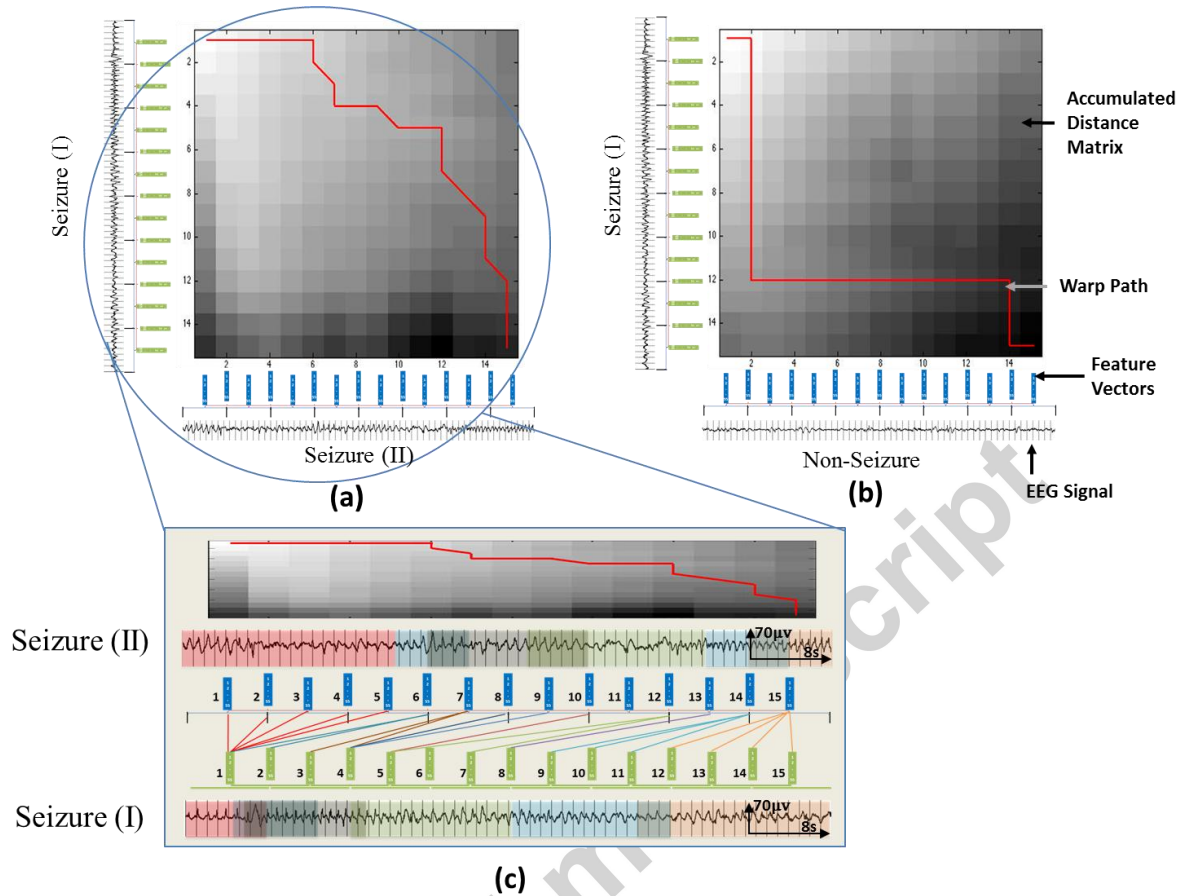 Seizure (I)
2
4
6
8
10
12
14
2 4 6 8 10 12 14
Seizure (II)
(a)
Seizure (I)
2
4
6
8
10
12
14
2 4 6 8 10 12 14
Non-Seizure
(b)
Accumulated
Distance
Matrix
Warp Path
Feature
Vectors
EEG Signal
Seizure (II)
70µv
8s
1 2 3 4 5 6 7 8 9 10 11 12 13 14 15
1 2 3 4 5 6 7 8 9 10 11 12 13 14 15
Seizure (I)
70µv
8s
(c)
script
m